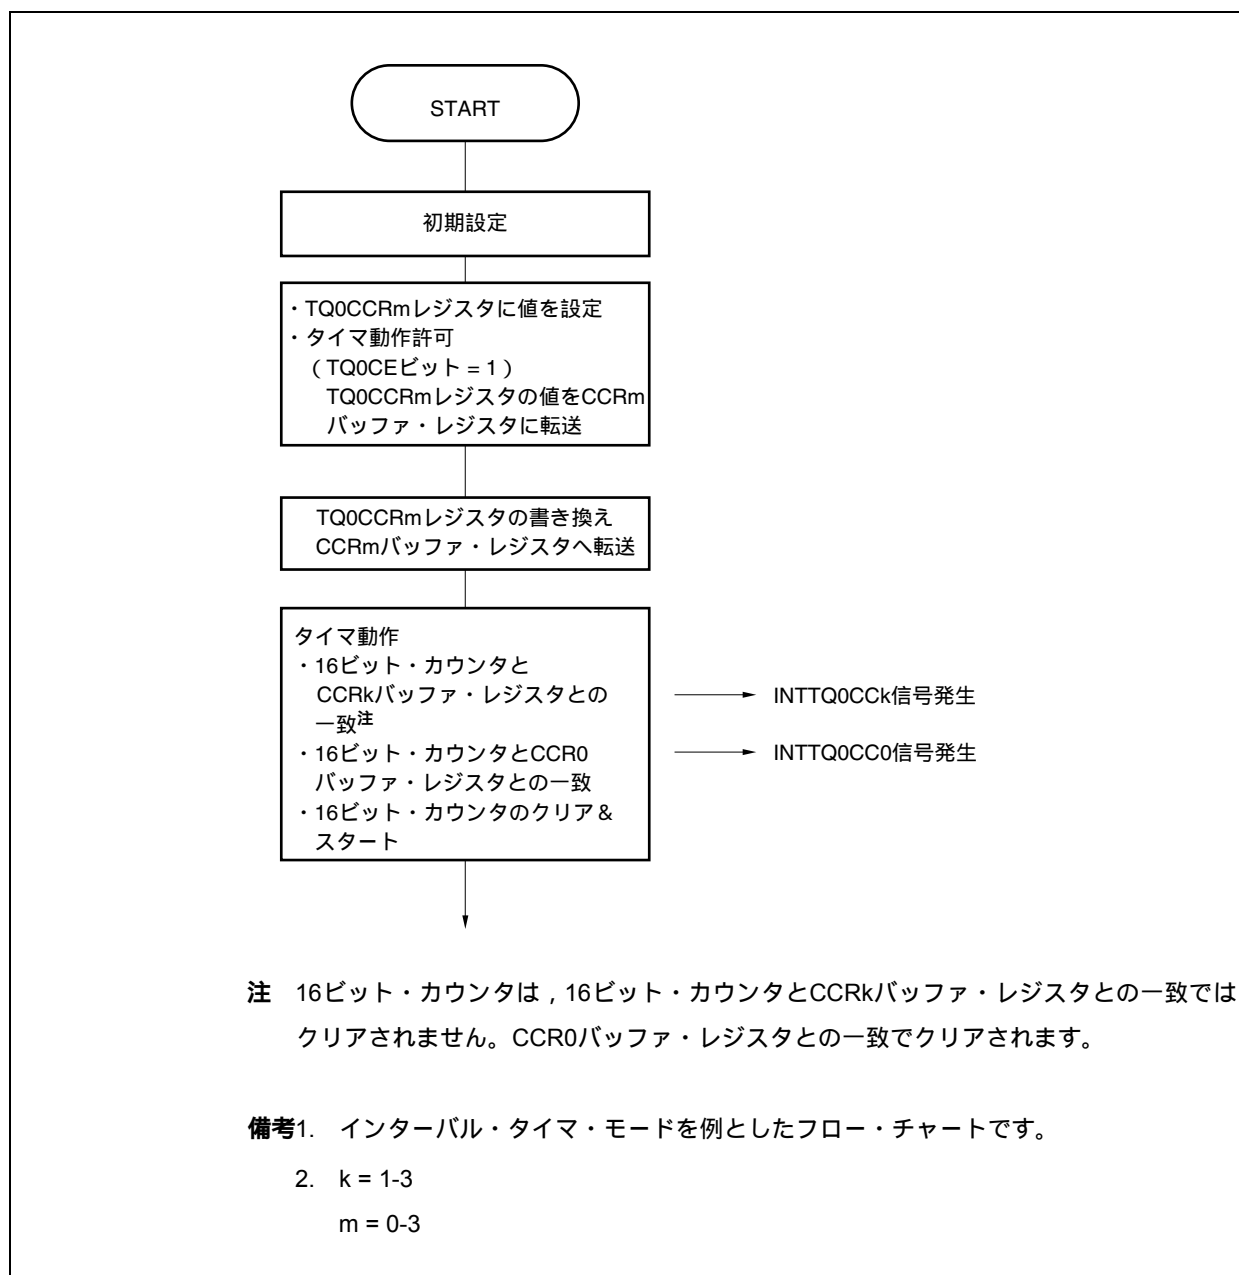 START
初期設定
・TQ0CCRmレジスタに値を設定
・タイマ動作許可
（TQ0CEビット = 1）
TQ0CCRmレジスタの値をCCRm
バッファ・レジスタに転送
TQ0CCRmレジスタの書き換え
CCRmバッファ・レジスタへ転送
タイマ動作
・16ビット・カウンタと
CCRkバッファ・レジスタとの
一致注
・16ビット・カウンタとCCR0
バッファ・レジスタとの一致
・16ビット・カウンタのクリア＆
スタート
INTTQ0CCk信号発生
INTTQ0CC0信号発生
注 16ビット・カウンタは，16ビット・カウンタとCCRkバッファ・レジスタとの一致では
クリアされません。CCR0バッファ・レジスタとの一致でクリアされます。
備考1. インターバル・タイマ・モードを例としたフロー・チャートです。
2. k = 1-3
m = 0-3